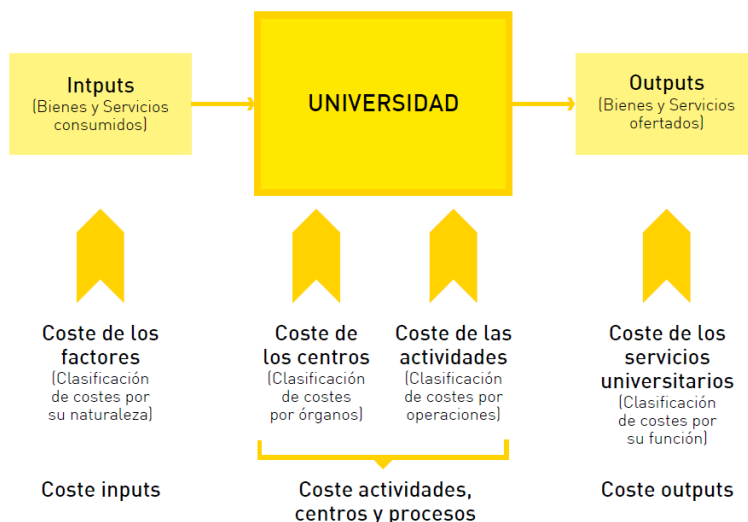 Intputs
(Bienes y Servicios
consumidos)
UNIVERSIDAD
Outputs
(Bienes y Servicios
ofertados)
Coste de los
factores
(Clasificación
de costes por
su naturaleza)
Coste de
los centros
(Clasificación
de costes
por órganos)
Coste de las
actividades
(Clasificación
de costes por
operaciones)
Coste de los
servicios
universitarios
(Clasificación
de costes por
su función)
Coste inputs
Coste actividades,
centros y procesos
Coste outputs